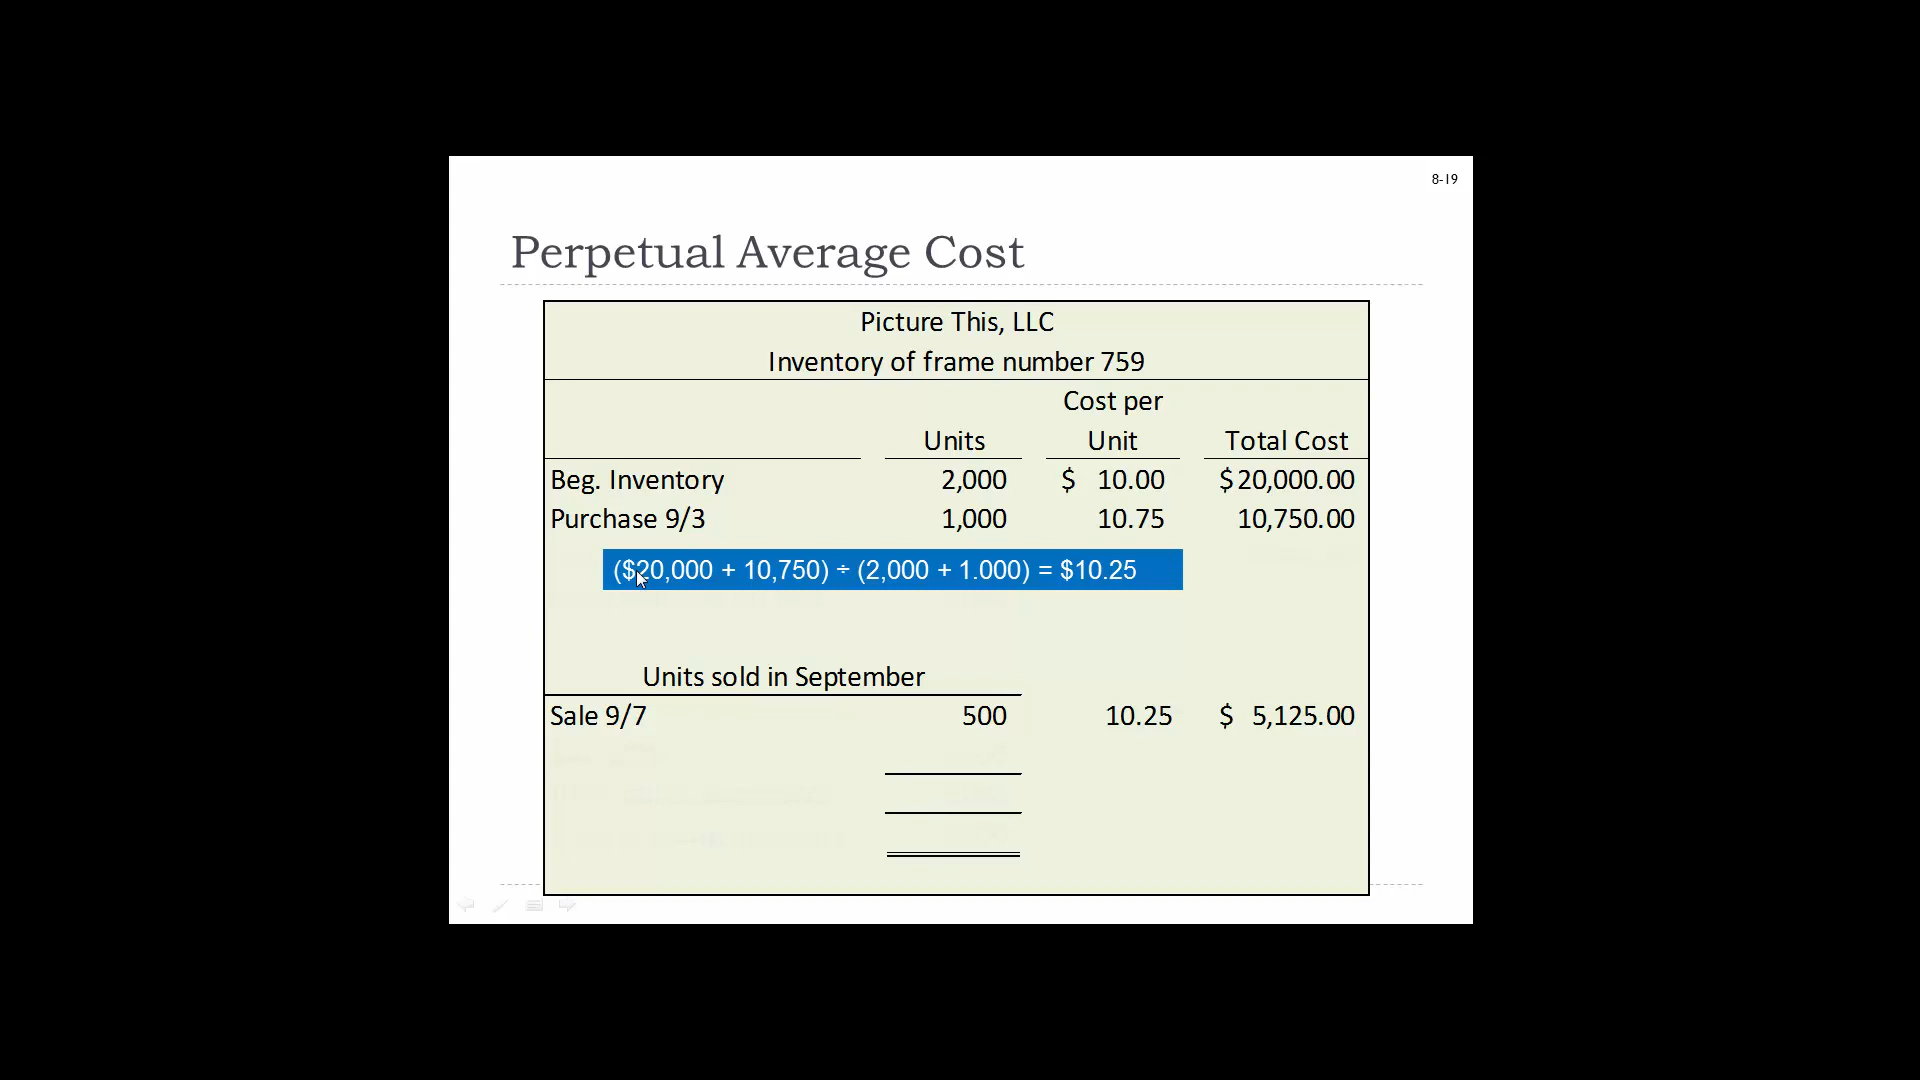 8-19
Perpetual Average Cost
Picture This, LLC
Inventory of frame number 759
Cost per
Units Unit Total Cost
Beg. Inventory 2,000 $ 10.00 $20,000.00
Purchase 9/3 1,000 10.75 10,750.00
($20,000 + 10,750) ÷ (2,000 + 1.000) = $10.25
Units sold in September
Sale 9/7 500 10.25 $ 5,125.00